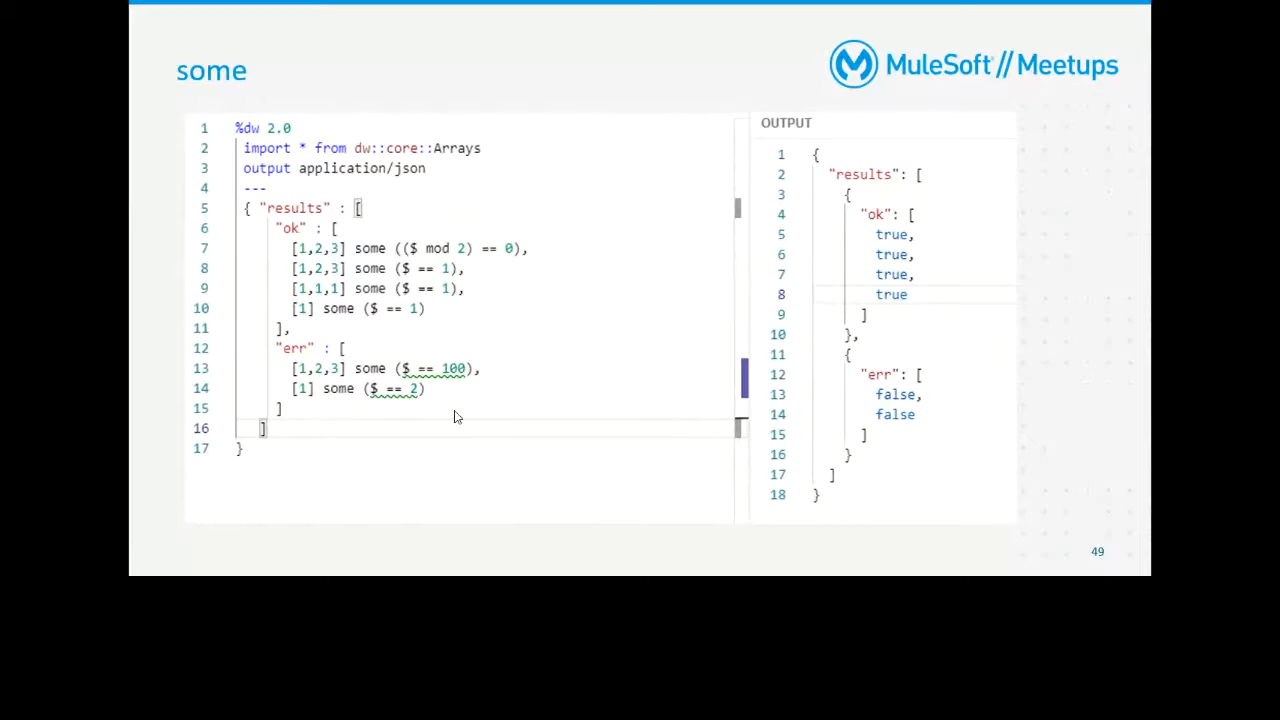 some
MuleSoft // Meetups
1 %dw 2.0
2 import * from dw::core::Arrays
3 output application/json
4 ---
5 { "results" : [
6 "ok" : [
7 [1,2,3] some (($ mod 2) == 0),
8 [1,2,3] some ($ == 1),
9 [1,1,1] some ($ == 1),
10 [1] some ($ == 1)
11 ],
12 "err" : [
13 [1,2,3] some ($ == 100),
14 [1] some ($ == 2)
15 ]
16 ]
17 }
OUTPUT
1 {
2 "results": [
3 {
4 "ok": [
5 true,
6 true,
7 true,
8 true
9 ]
10 },
11 {
12 "err": [
13 false,
14 false
15 ]
16 }
17 ]
18 }
49